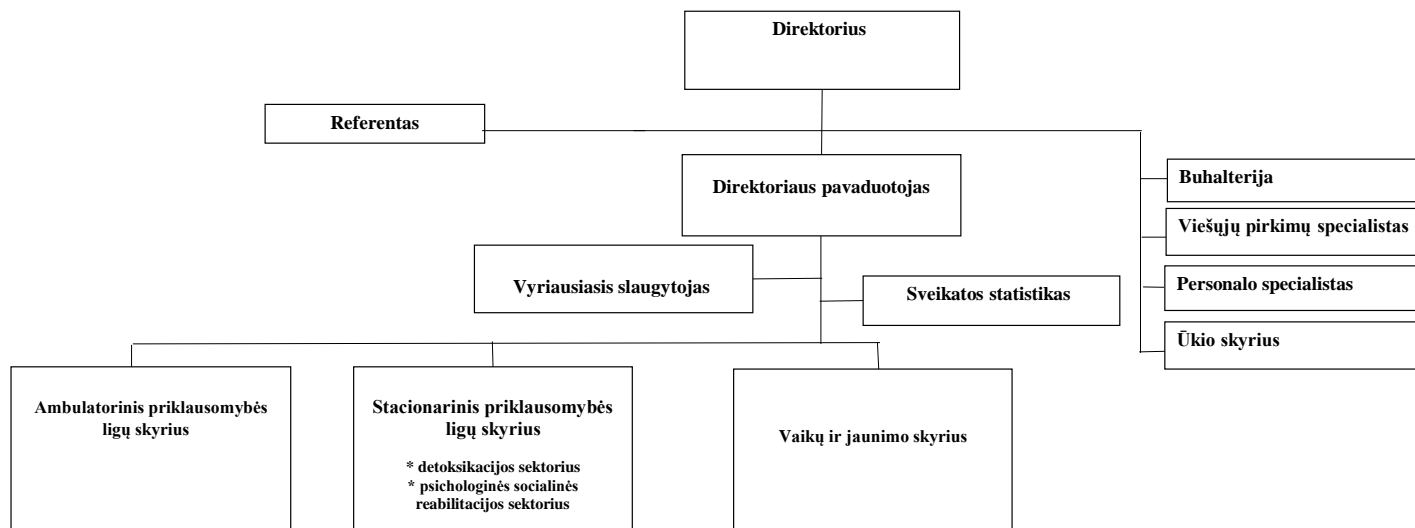 Direktorius
Referentas
Direktoriaus pavaduotojas
Buhalterija
Viešųjų pirkimų specialistas
Vyriausiasis slaugytojas
Sveikatos statistikas
Personalo specialistas
Ūkio skyrius
Ambulatorinis priklausomybės
ligų skyrius
Stacionarinis priklausomybės
ligų skyrius
* detoksikacijos sektorius
* psichologinės socialinės
reabilitacijos sektorius
Vaikų ir jaunimo skyrius